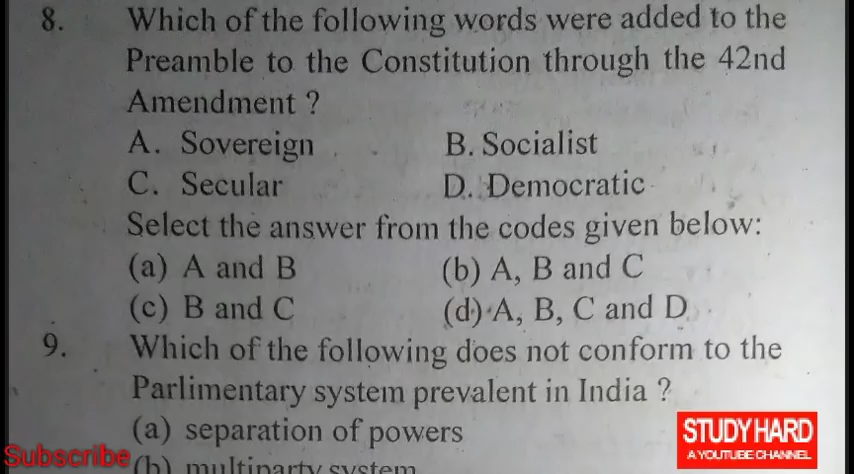 8. Which of the following words were added to the
Preamble to the Constitution through the 42nd
Amendment ?
A. Sovereign B. Socialist
C. Secular D. Democratic
Select the answer from the codes given below:
(a) A and B (b) A, B and C
(c) B and C (d) A, B, C and D
9. Which of the following does not conform to the
Parlimentary system prevalent in India ?
(a) separation of powers
(b) multiparty system
STUDY HARD
A YOUTUBE CHANNEL
Subscribe